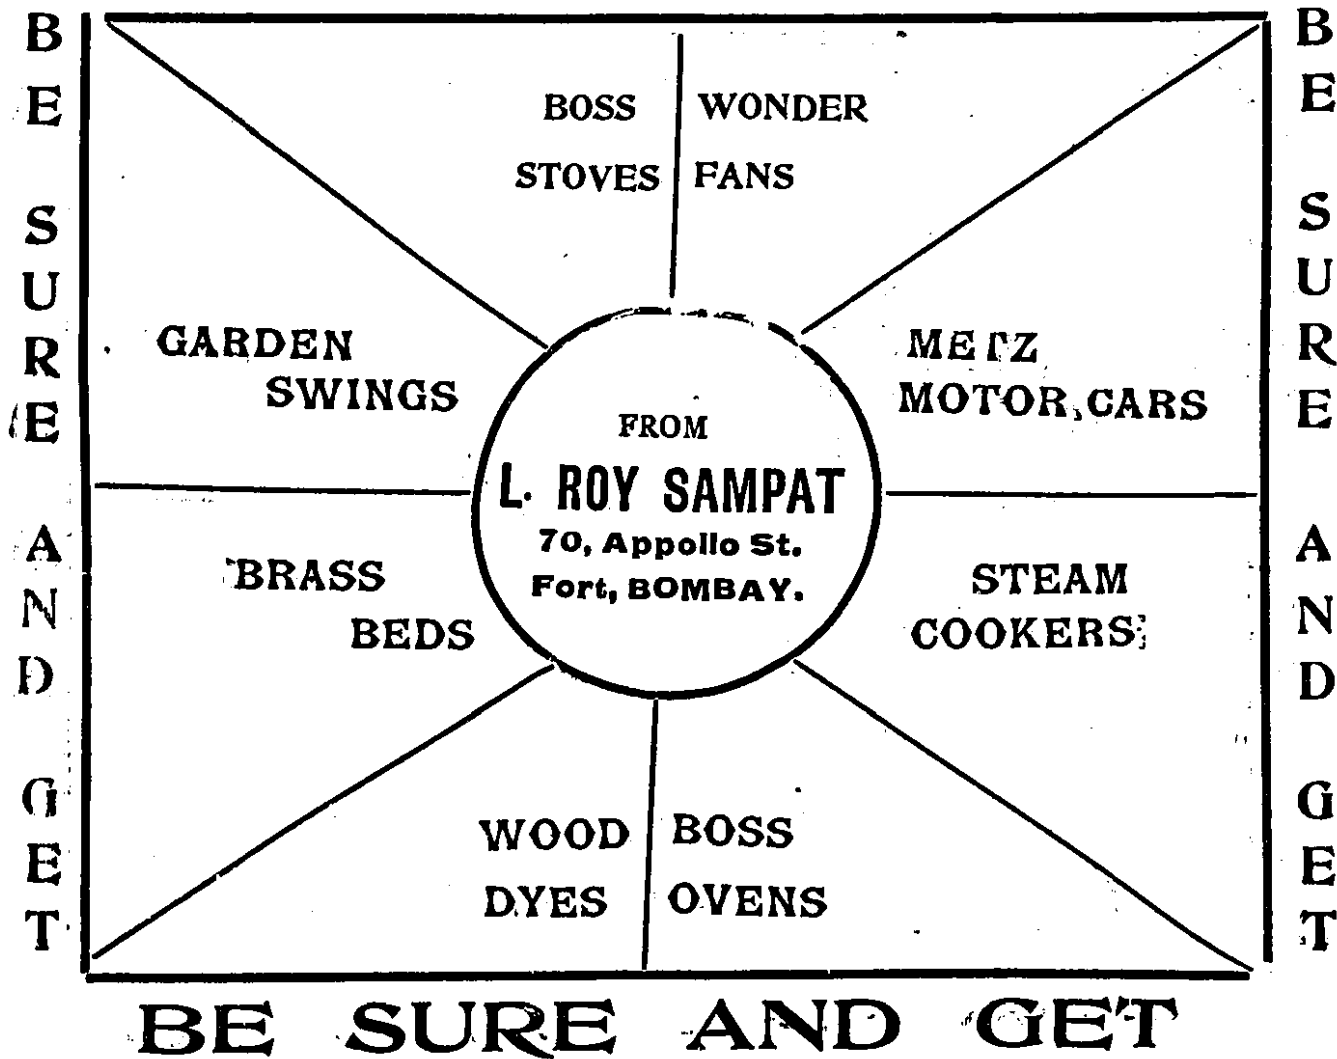 BE SURE AND GET
BE SURE AND GET
BOSS
STOVES
WONDER
FANS
GARDEN
SWINGS
METZ
MOTOR CARS
FROM
L. ROY SAMPAT
70, Appollo St.
Fort, BOMBAY.
BRASS
BEDS
STEAM
COOKERS
WOOD
DYES
BOSS
OVENS
BE SURE AND GET